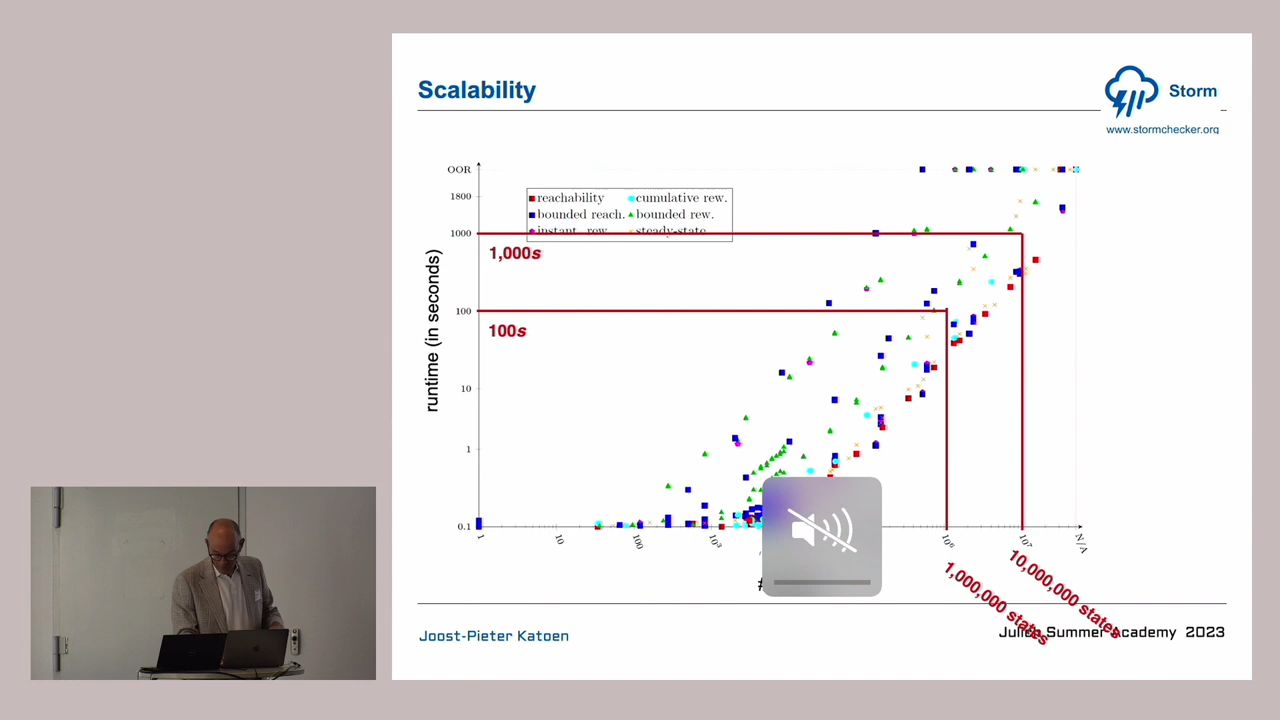 Scalability
Storm
www.stormchecker.org
OOR
1800
1000
100
10
1
0.1
runtime (in seconds)
reachability
cumulative rew.
bounded reach.
bounded rew.
instant. rew.
steady-state
1,000s
100s
1
10
100
10³
10⁶
10⁷
N/A
#
1,000,000 states
10,000,000 states
Joost-Pieter Katoen
Summer Academy 2023